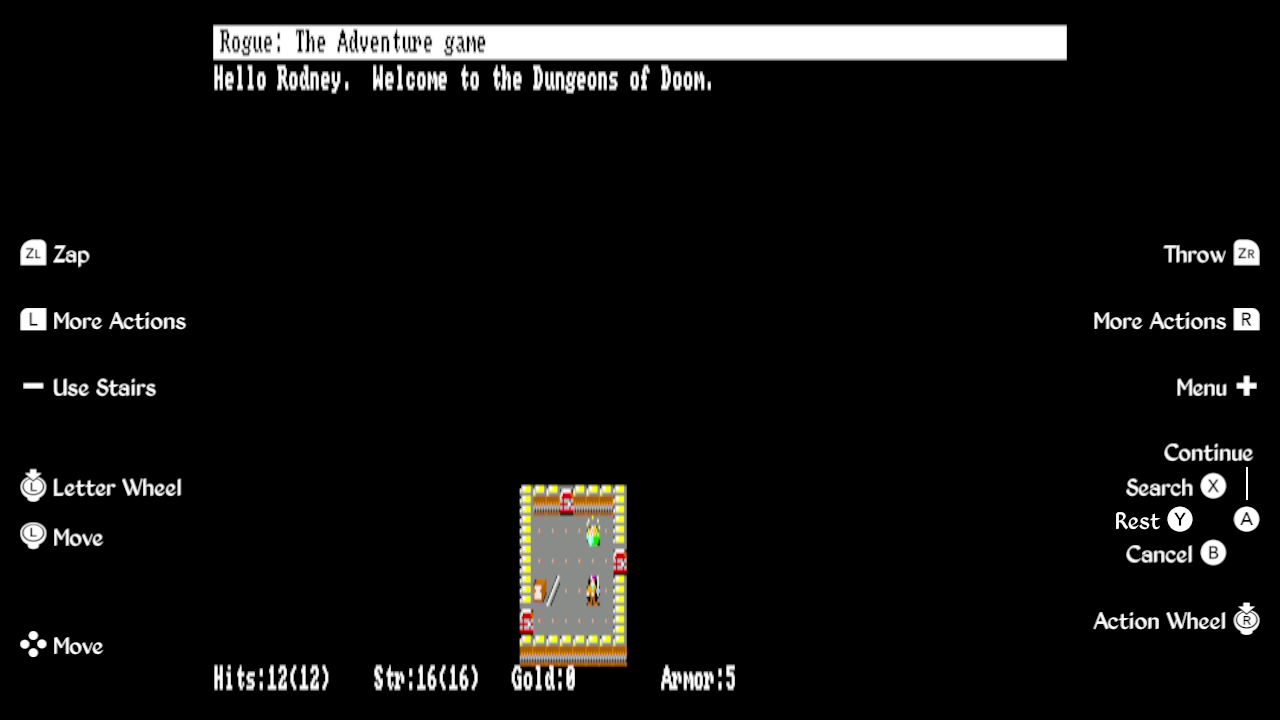 Rogue: The Adventure game
Hello Rodney. Welcome to the Dungeons of Doom.
ZL Zap
Throw ZR
L More Actions
More Actions R
Use Stairs
Menu
Continue
L Letter Wheel
Search X
Rest Y A
L Move
Cancel B
Action Wheel R
Move
Hits:12(12) Str:16(16) Gold:0 Armor:5